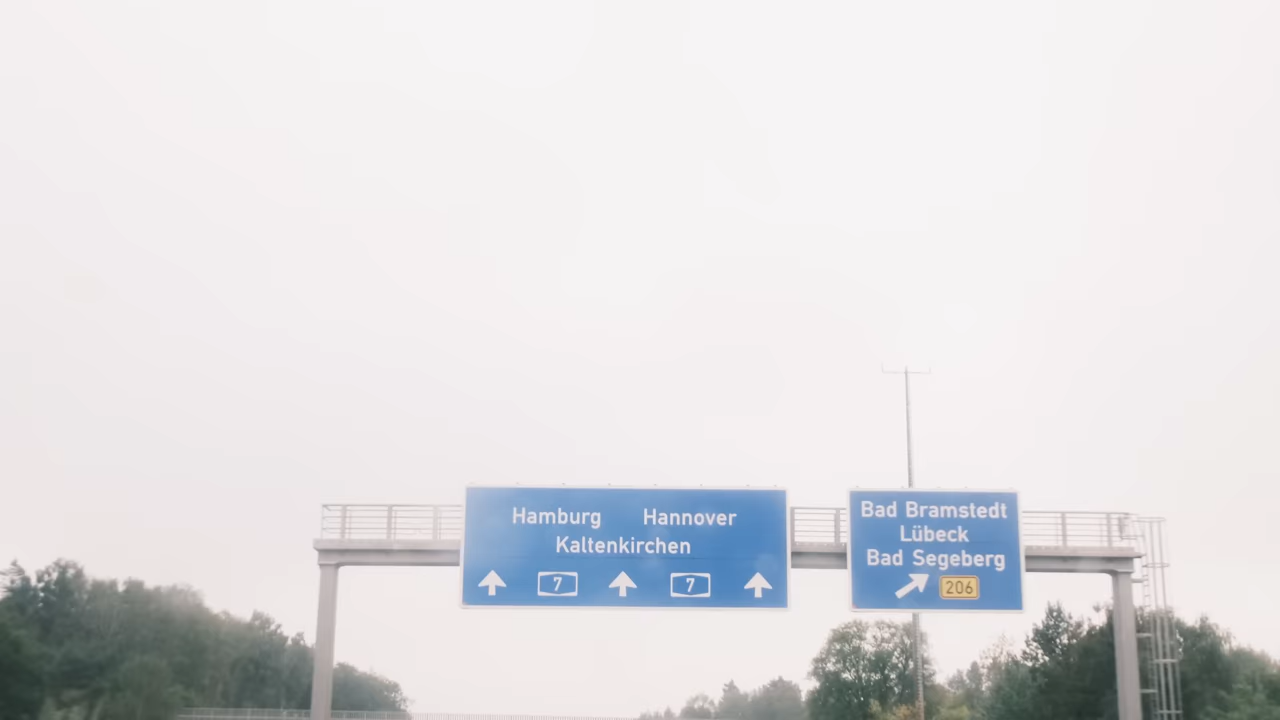 Hamburg Hannover
Kaltenkirchen
7 7
Bad Bramstedt
Lübeck
Bad Segeberg
206